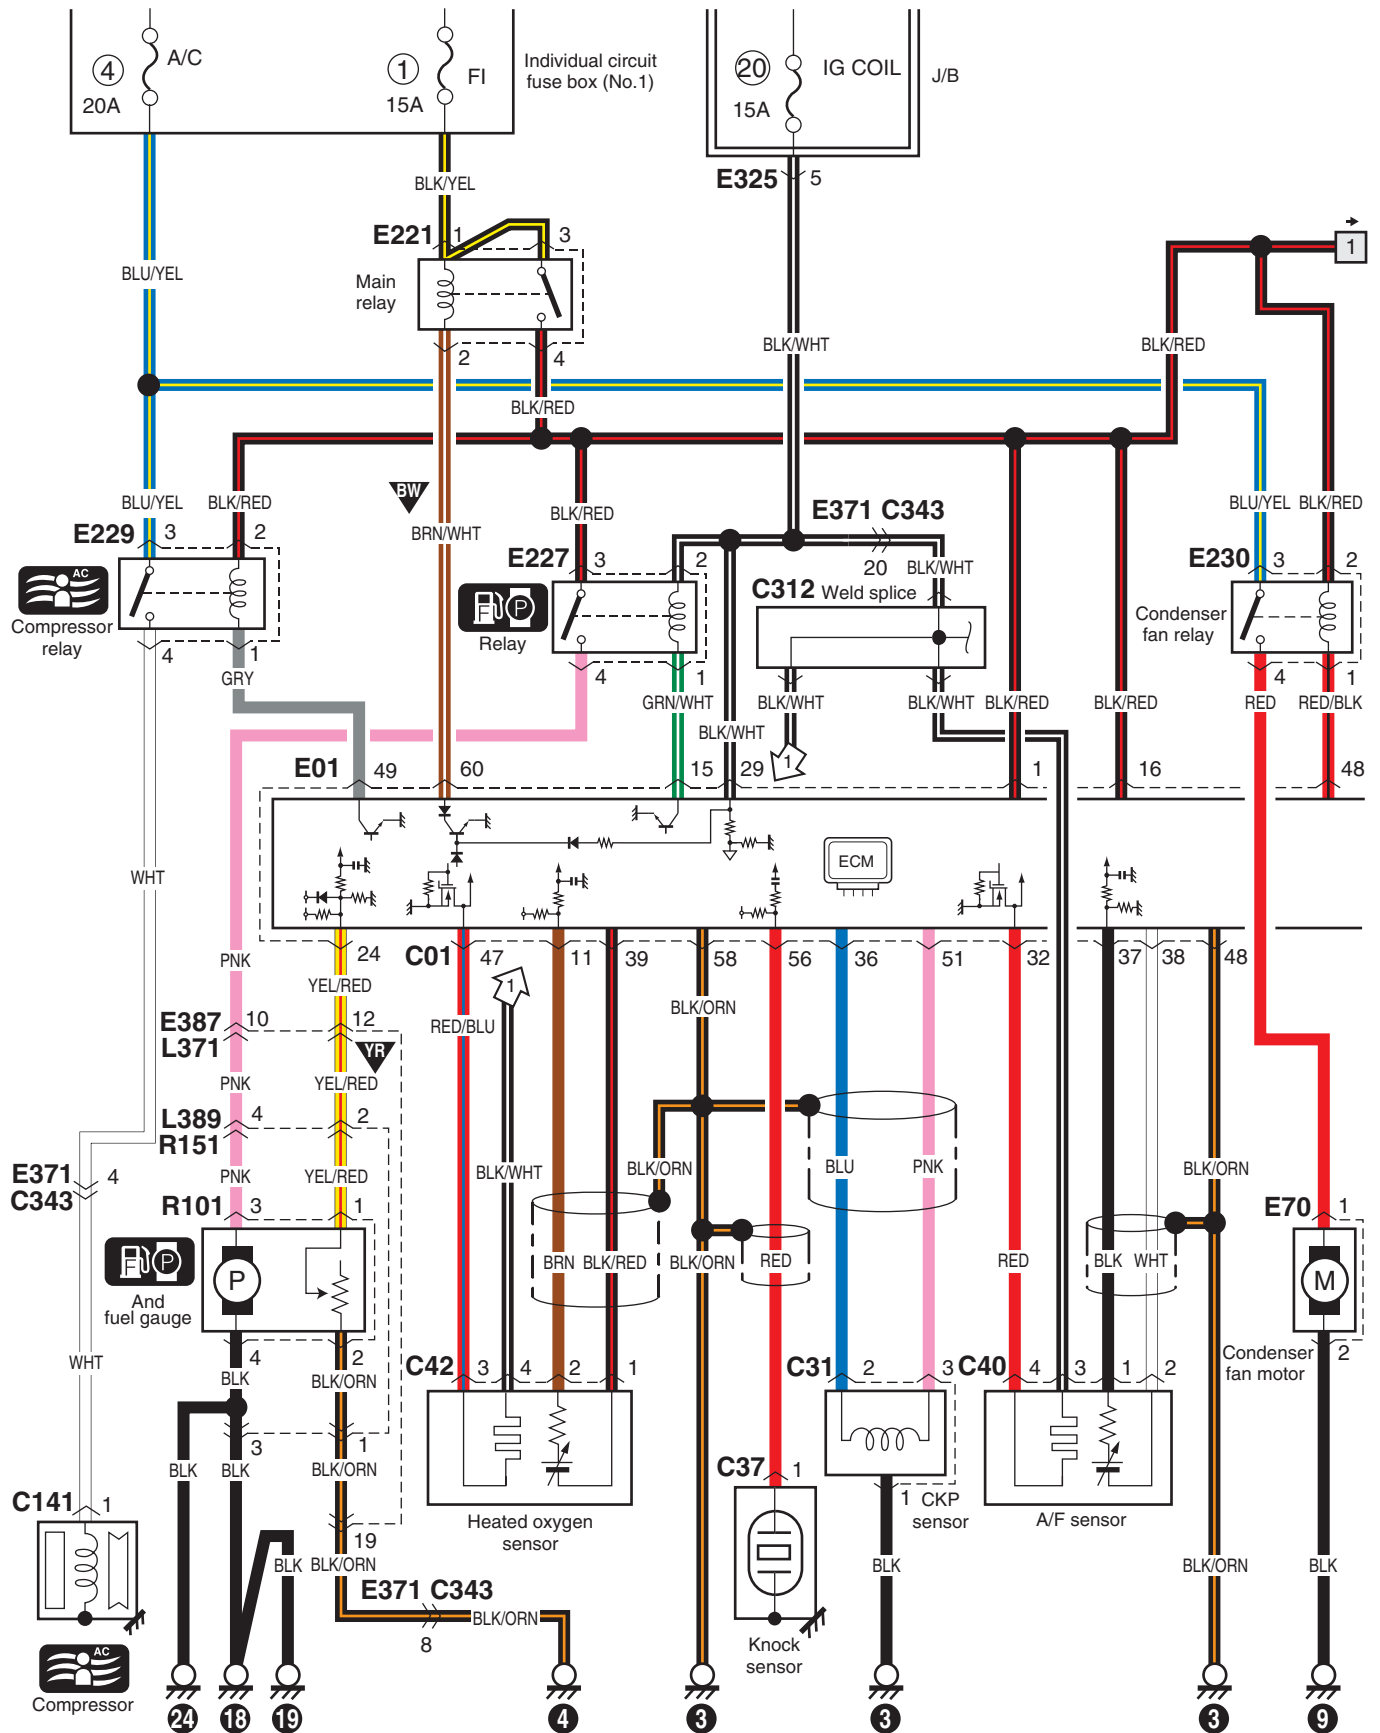 4 A/C 20A
1 FI 15A
Individual circuit
fuse box (No.1)
20 IG COIL 15A
J/B
E325 5
BLK/YEL
E221 1 3
1
Main
relay
BLU/YEL
2 4
BLK/WHT
BLK/RED
BLK/RED
BW
BLU/YEL BLK/RED
BRN/WHT
BLK/RED
E371 C343
20
BLU/YEL BLK/RED
E229 3 2
E227 3 2
BLK/WHT
E230 3 2
AC
Compressor
relay
F P
Relay
C312 Weld splice
Condenser
fan relay
4 1
4 1
4 1
GRY
GRN/WHT
BLK/WHT
BLK/WHT
BLK/WHT
BLK/RED
BLK/RED
RED
RED/BLK
1
E01 49 60 15 29 1 16 48
ECM
WHT
24
C01 47 11 39 58 56 36 51 32 37 38 48
PNK
YEL/RED
1
RED/BLU
BLK/ORN
E387 10 12
L371
YR
PNK
YEL/RED
L389 4 2
R151
E371 4
C343
PNK
YEL/RED
BLK/WHT
BLK/ORN
BLU
PNK
BLK/ORN
R101 3 1
E70 1
F P
And
fuel gauge
P
BRN
BLK/RED
BLK/ORN
RED
RED
BLK
WHT
M
Condenser
fan motor
2
WHT
4 2
BLK
BLK/ORN
C42 3 4 2 1
C31 2 3
C40 4 3 1 2
3 1
BLK
BLK
BLK/ORN
C37 1
1 CKP
sensor
C141 1
Heated oxygen
sensor
A/F sensor
19
BLK
BLK/ORN
BLK
BLK/ORN
BLK
E371 C343
8
BLK/ORN
AC
Compressor
Knock
sensor
24 18 19 4 3 3 3 9